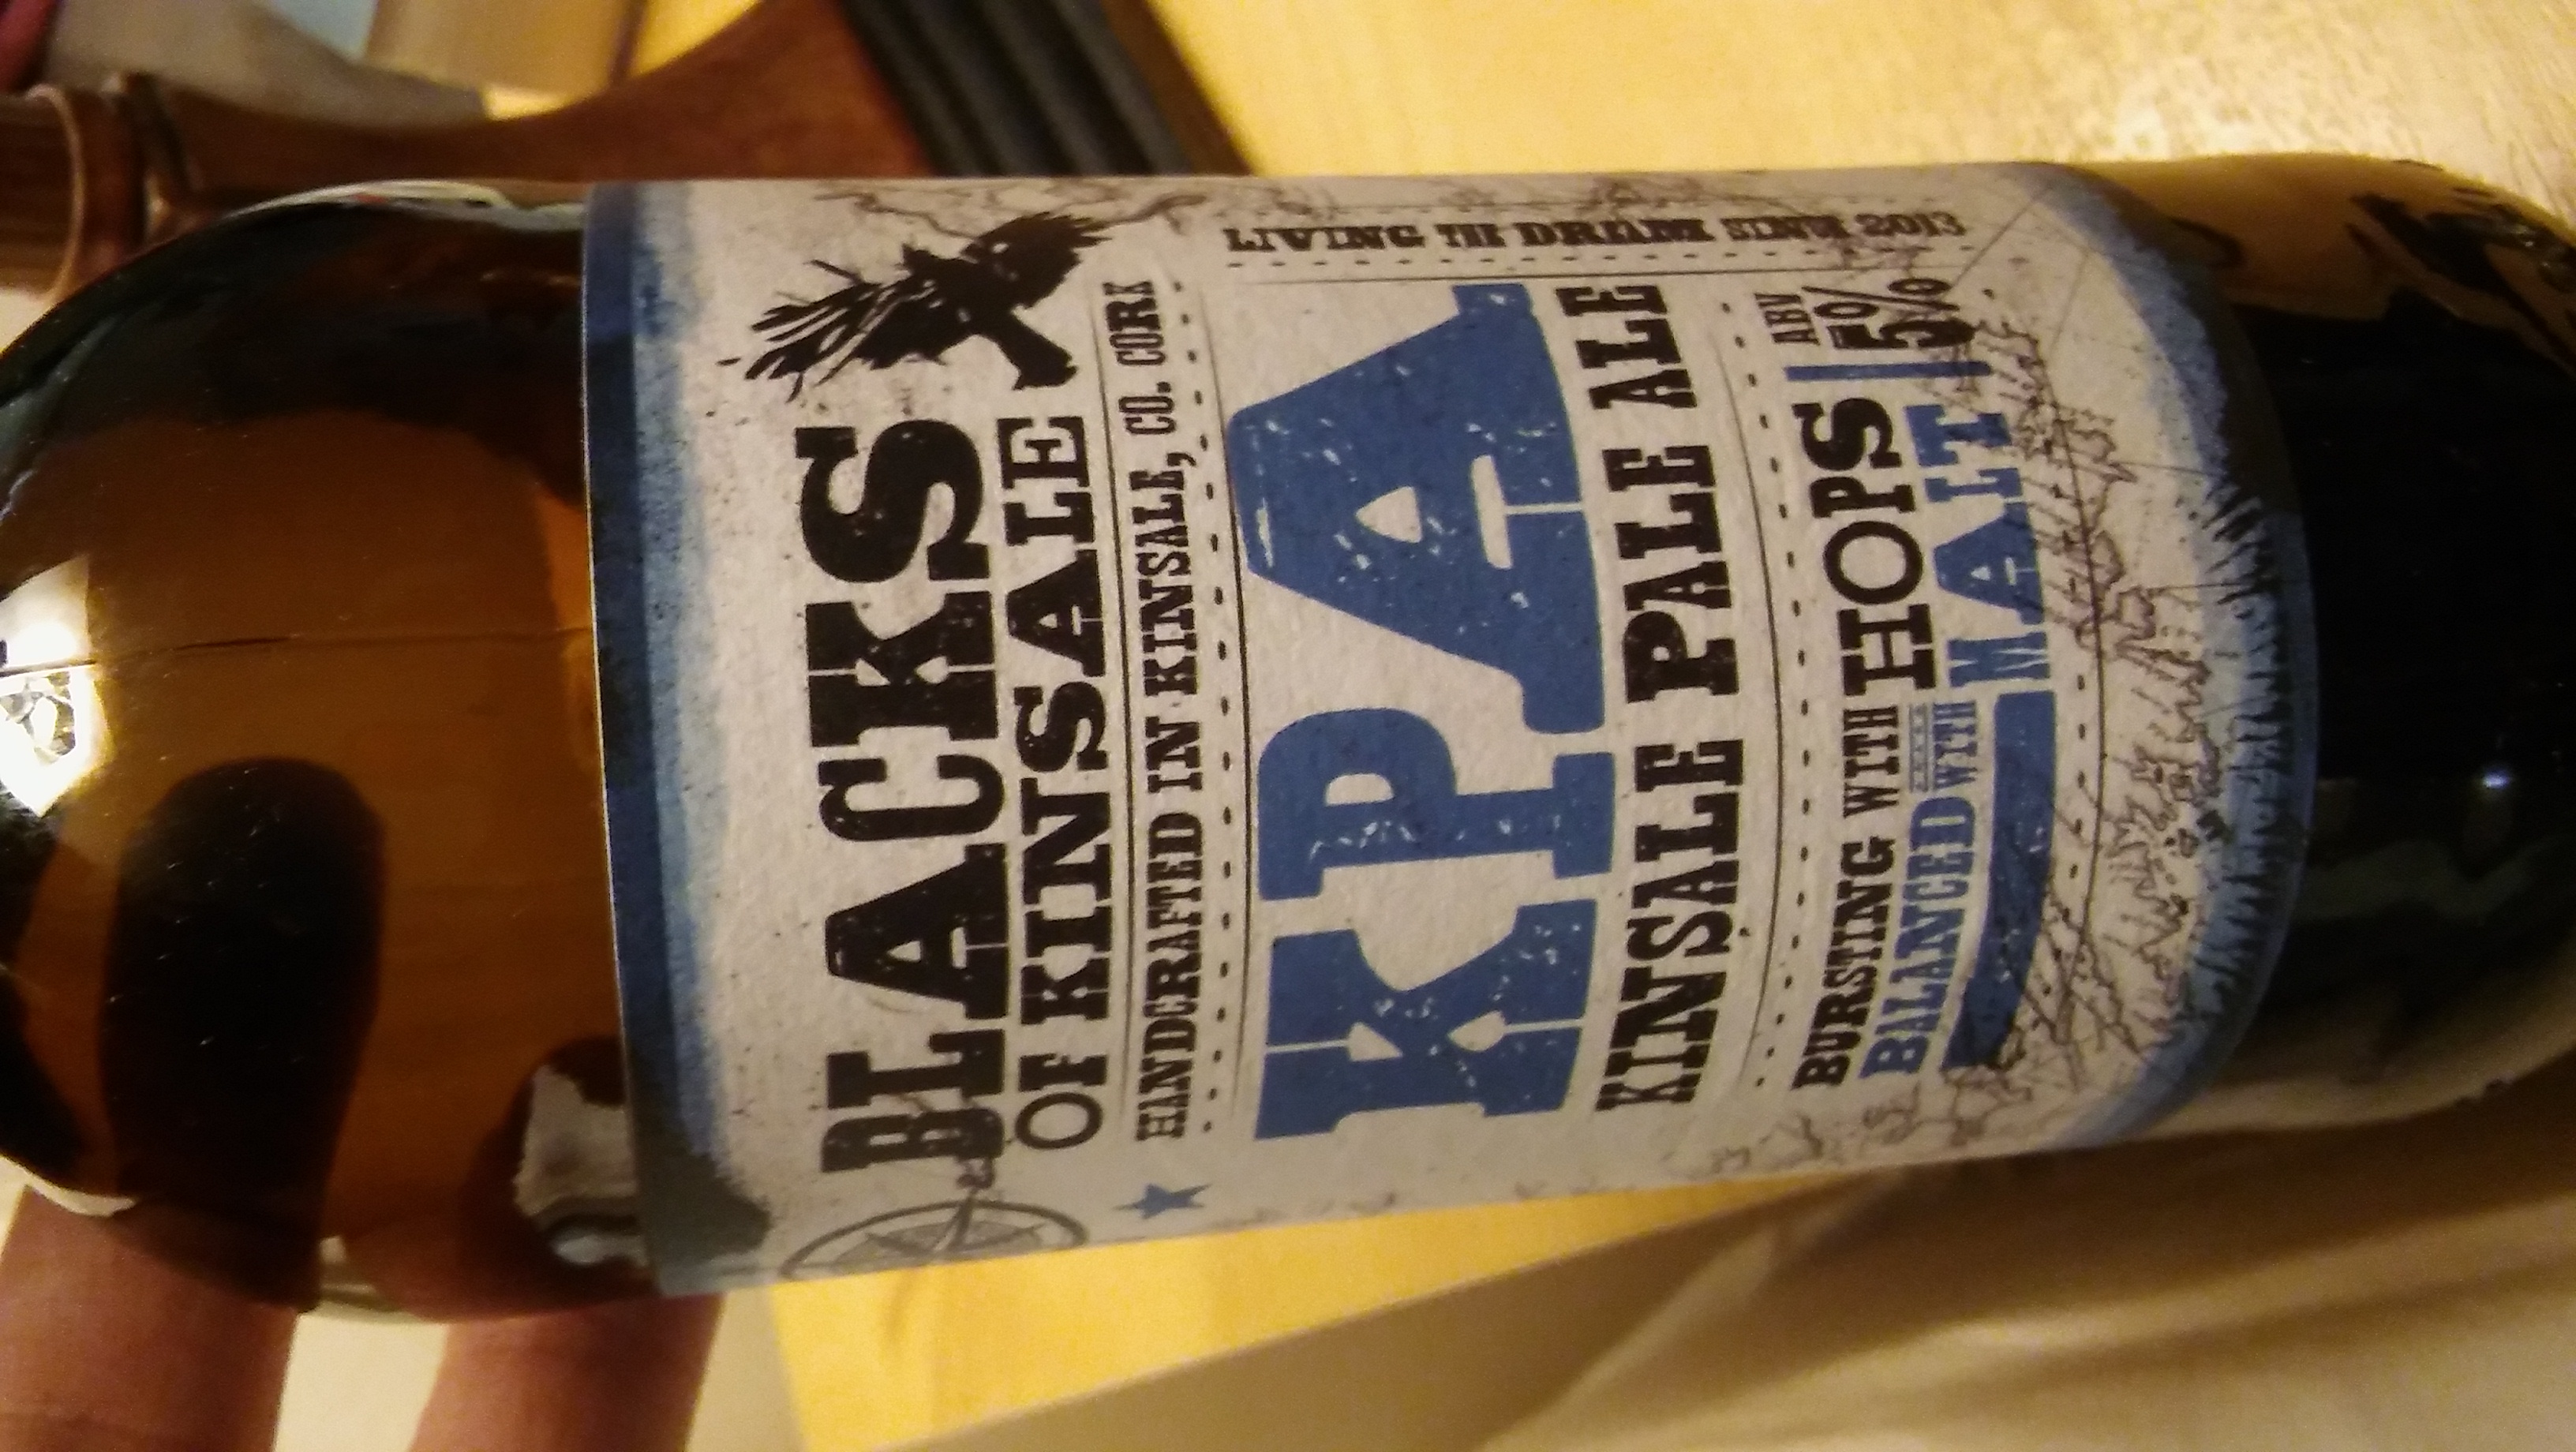 BLACKS
OF KINSALE
HANDCRAFTED IN KINSALE, CO. CORK
KPA
KINSALE PALE ALE
BURSTING WITH HOPS
BALANCED WITH MALT
ABV
5%
LIVING THE DREAM SINCE 2013